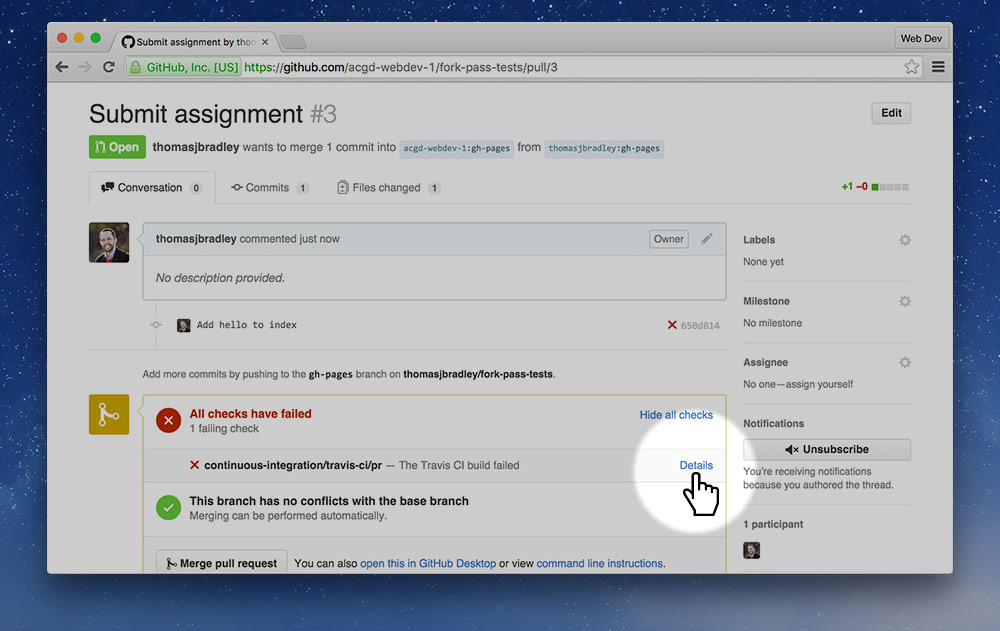 Submit assignment by thon
Web Dev
GitHub, Inc. [US] https://github.com/acgd-webdev-1/fork-pass-tests/pull/3
Submit assignment #3
Edit
Open thomasjbradley wants to merge 1 commit into acgd-webdev-1:gh-pages from thomasjbradley:gh-pages
Conversation 0 Commits 1 Files changed 1 +1 −0
thomasjbradley commented just now Owner
No description provided.
Add hello to index 650d814
Add more commits by pushing to the gh-pages branch on thomasjbradley/fork-pass-tests.
All checks have failed Hide all checks
1 failing check
continuous-integration/travis-ci/pr — The Travis CI build failed Details
This branch has no conflicts with the base branch
Merging can be performed automatically.
Merge pull request You can also open this in GitHub Desktop or view command line instructions.
Labels
None yet
Milestone
No milestone
Assignee
No one—assign yourself
Notifications
Unsubscribe
You're receiving notifications
because you authored the thread.
1 participant